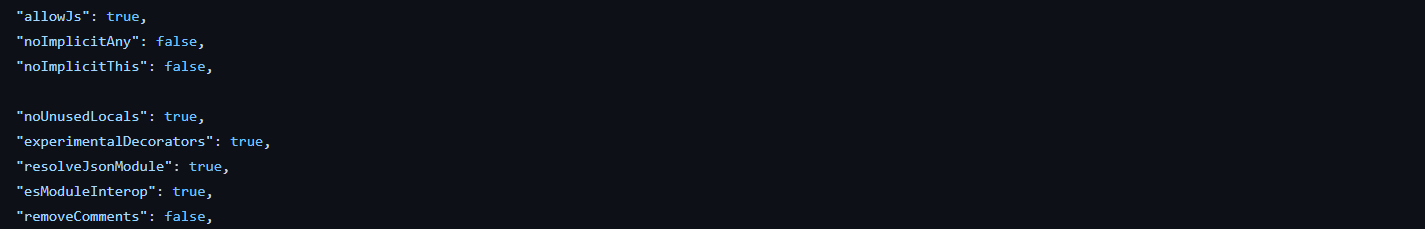 "allowJs": true,
"noImplicitAny": false,
"noImplicitThis": false,
"noUnusedLocals": true,
"experimentalDecorators": true,
"resolveJsonModule": true,
"esModuleInterop": true,
"removeComments": false,